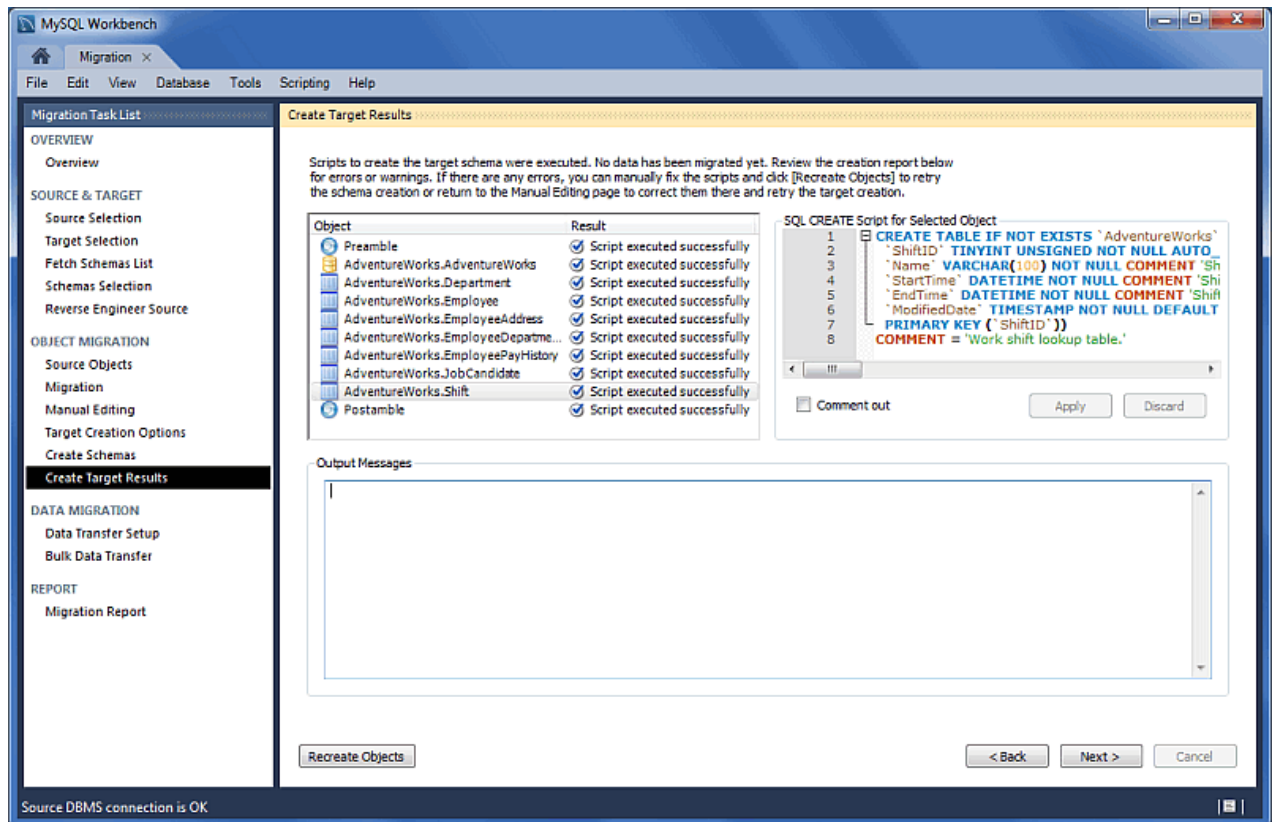 MySQL Workbench
Migration
File Edit View Database Tools Scripting Help
Migration Task List
OVERVIEW
Overview
SOURCE & TARGET
Source Selection
Target Selection
Fetch Schemas List
Schemas Selection
Reverse Engineer Source
OBJECT MIGRATION
Source Objects
Migration
Manual Editing
Target Creation Options
Create Schemas
Create Target Results
DATA MIGRATION
Data Transfer Setup
Bulk Data Transfer
REPORT
Migration Report
Create Target Results
Scripts to create the target schema were executed. No data has been migrated yet. Review the creation report below
for errors or warnings. If there are any errors, you can manually fix the scripts and click [Recreate Objects] to retry
the schema creation or return to the Manual Editing page to correct them there and retry the target creation.
Object Result
Preamble Script executed successfully
AdventureWorks.AdventureWorks Script executed successfully
AdventureWorks.Department Script executed successfully
AdventureWorks.Employee Script executed successfully
AdventureWorks.EmployeeAddress Script executed successfully
AdventureWorks.EmployeeDepartme... Script executed successfully
AdventureWorks.EmployeePayHistory Script executed successfully
AdventureWorks.JobCandidate Script executed successfully
AdventureWorks.Shift Script executed successfully
Postamble Script executed successfully
SQL CREATE Script for Selected Object
1 CREATE TABLE IF NOT EXISTS `AdventureWorks`
2 `ShiftID` TINYINT UNSIGNED NOT NULL AUTO_
3 `Name` VARCHAR(100) NOT NULL COMMENT 'Sh
4 `StartTime` DATETIME NOT NULL COMMENT 'Shi
5 `EndTime` DATETIME NOT NULL COMMENT 'Shift
6 `ModifiedDate` TIMESTAMP NOT NULL DEFAULT
7 PRIMARY KEY (`ShiftID`))
8 COMMENT = 'Work shift lookup table.'
Comment out Apply Discard
Output Messages
Recreate Objects < Back Next > Cancel
Source DBMS connection is OK